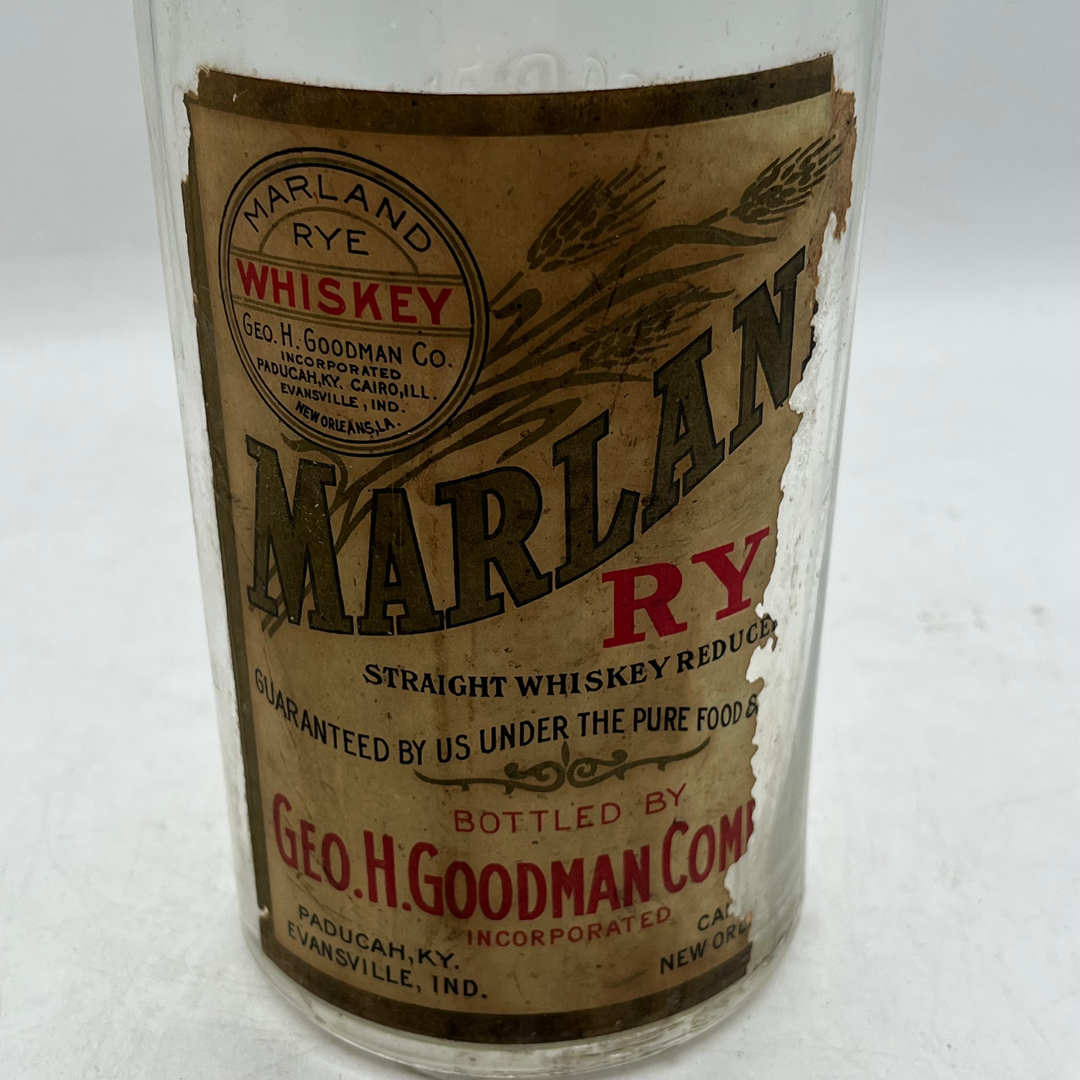 MARLAND
RYE
WHISKEY
GEO. H. GOODMAN CO.
INCORPORATED
PADUCAH, KY. CAIRO, ILL.
EVANSVILLE, IND.
NEW ORLEANS, LA.
MARLAN
RY
STRAIGHT WHISKEY REDUCE
GUARANTEED BY US UNDER THE PURE FOOD &
BOTTLED BY
GEO. H. GOODMAN COM
INCORPORATED
PADUCAH, KY. CA
EVANSVILLE, IND. NEW ORL